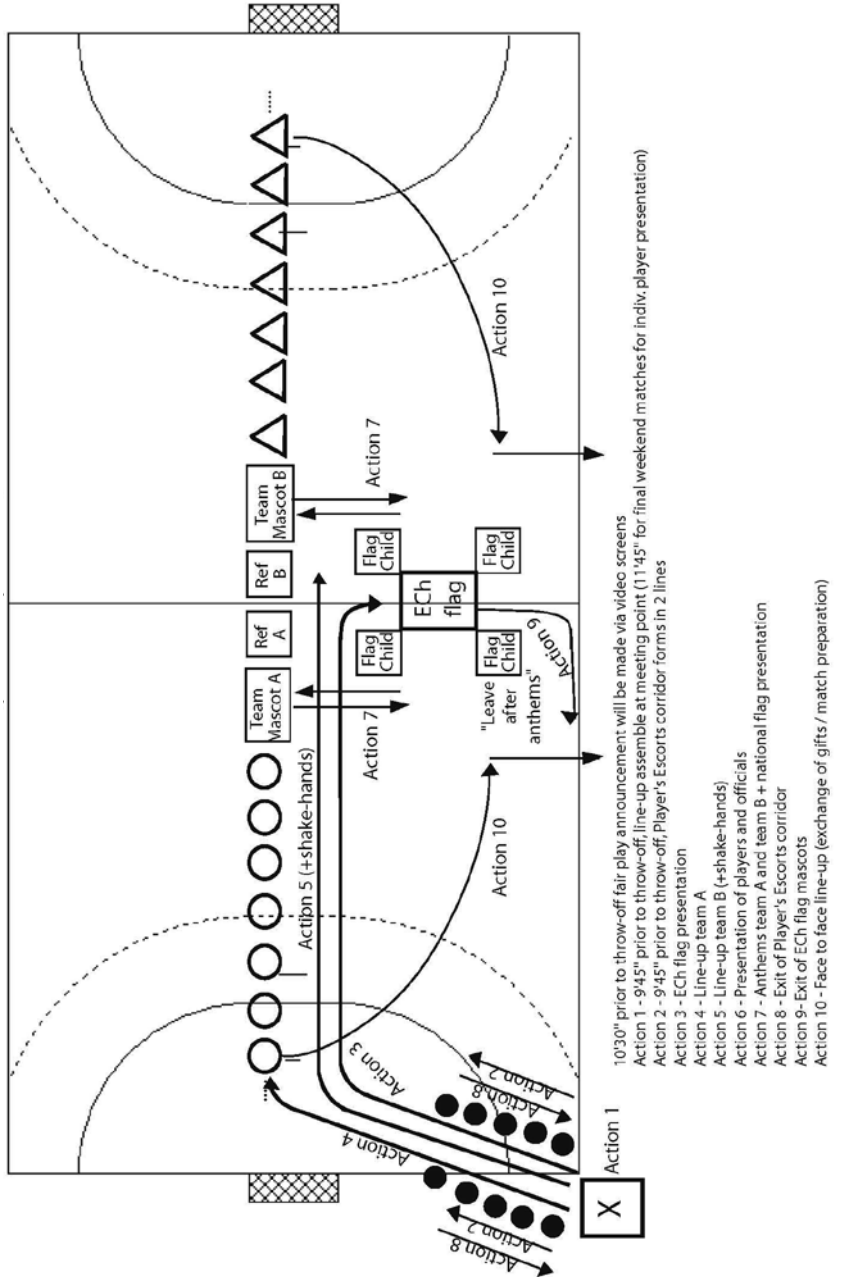 Team
Mascot A
Ref
A
Ref
B
Team
Mascot B
Action 5 (+shake-hands)
Action 7
Action 7
Flag
Child
Flag
Child
ECh
flag
Flag
Child
Flag
Child
"Leave
after
anthems"
Action 9
Action 10
Action 10
Action 3
Action 4
Action 2
Action 8
Action 2
Action 8
X
Action 1
10'30" prior to throw-off fair play announcement will be made via video screens
Action 1 - 9'45" prior to throw-off, line-up assemble at meeting point (11'45" for final weekend matches for indiv. player presentation)
Action 2 - 9'45" prior to throw-off, Player's Escorts corridor forms in 2 lines
Action 3 - ECh flag presentation
Action 4 - Line-up team A
Action 5 - Line-up team B (+shake-hands)
Action 6 - Presentation of players and officials
Action 7 - Anthems team A and team B + national flag presentation
Action 8 - Exit of Player's Escorts corridor
Action 9- Exit of ECh flag mascots
Action 10 - Face to face line-up (exchange of gifts / match preparation)